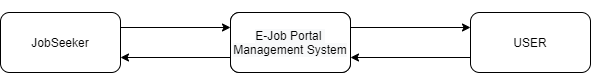 JobSeeker
E-Job Portal
Management System
USER